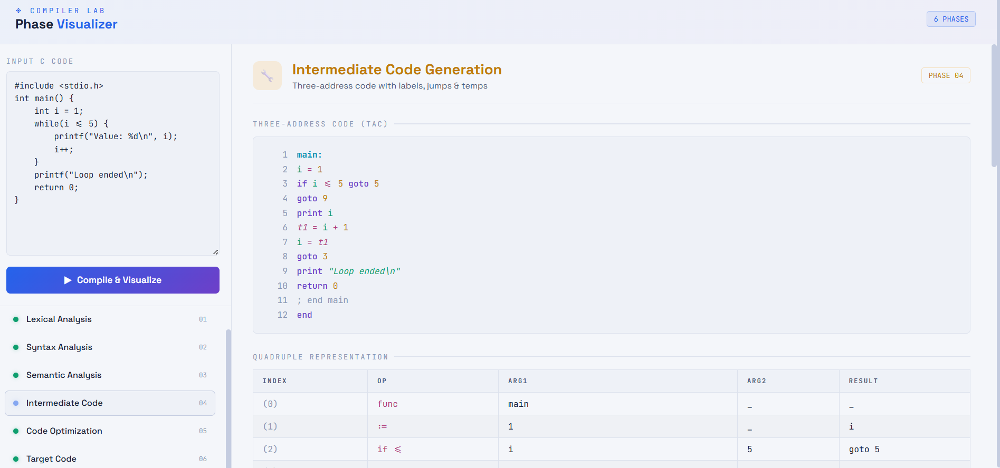 ◈ COMPILER LAB
Phase Visualizer
6 PHASES
INPUT C CODE
#include <stdio.h>
int main() {
    int i = 1;
    while(i <= 5) {
        printf("Value: %d\n", i);
        i++;
    }
    printf("Loop ended\n");
    return 0;
}
▶ Compile & Visualize
Lexical Analysis 01
Syntax Analysis 02
Semantic Analysis 03
Intermediate Code 04
Code Optimization 05
Target Code 06
Intermediate Code Generation
Three-address code with labels, jumps & temps
PHASE 04
THREE-ADDRESS CODE (TAC)
1 main:
2 i = 1
3 if i <= 5 goto 5
4 goto 9
5 print i
6 t1 = i + 1
7 i = t1
8 goto 3
9 print "Loop ended\n"
10 return 0
11 ; end main
12 end
QUADRUPLE REPRESENTATION
INDEX OP ARG1 ARG2 RESULT
(0) func main _ _
(1) := 1 _ i
(2) if <= i 5 goto 5